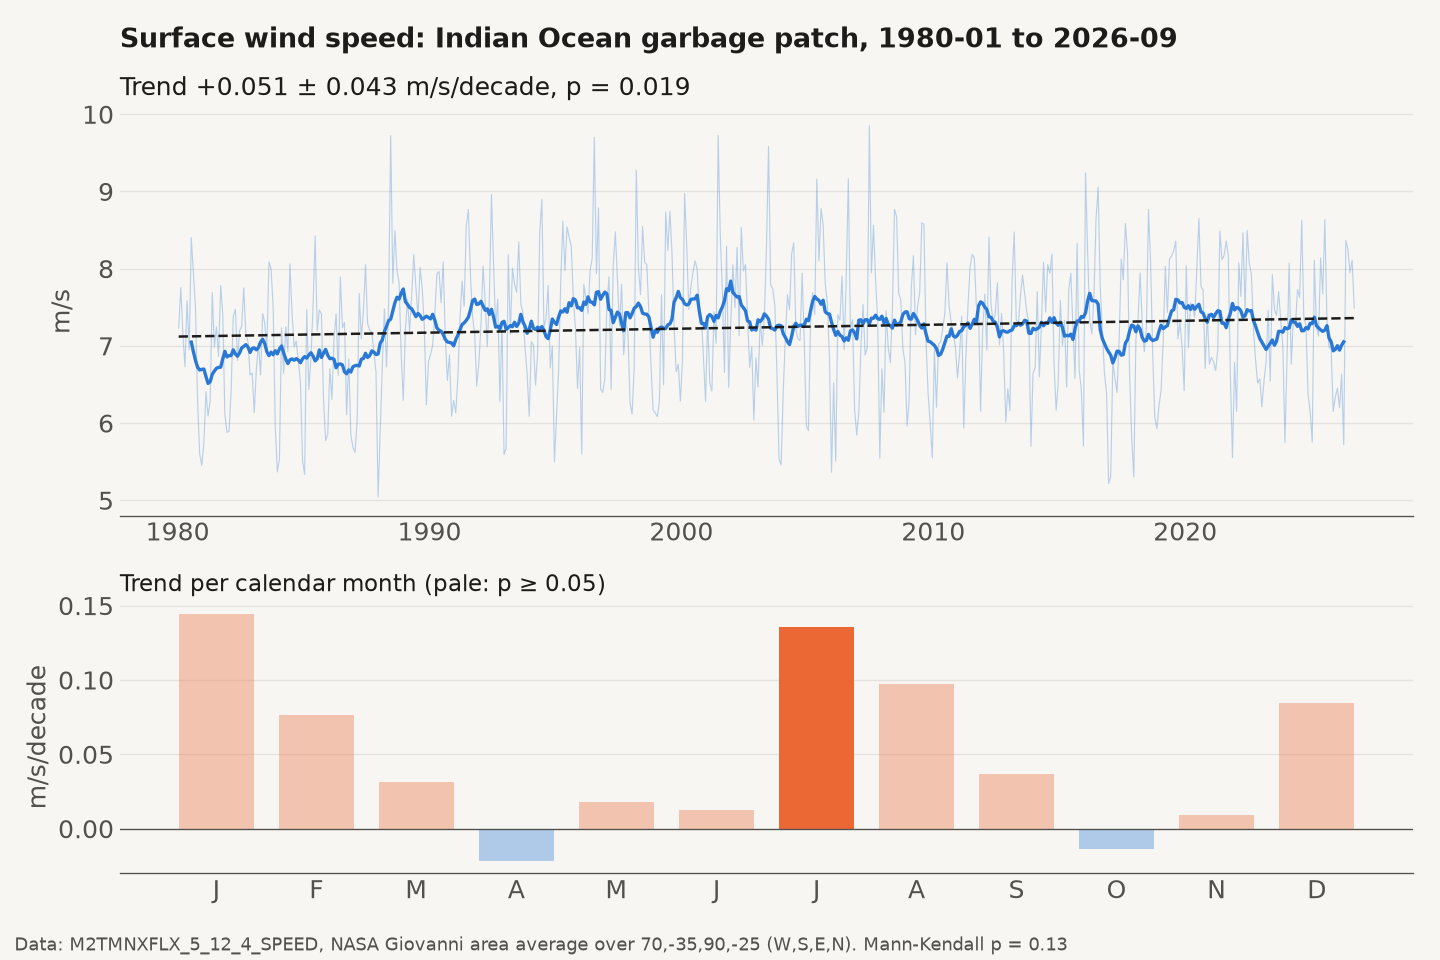 Surface wind speed: Indian Ocean garbage patch, 1980-01 to 2026-09
Trend +0.051 ± 0.043 m/s/decade, p = 0.019
10
9
8
7
6
5
m/s
1980 1990 2000 2010 2020
Trend per calendar month (pale: p ≥ 0.05)
0.15
0.10
0.05
0.00
m/s/decade
J F M A M J J A S O N D
Data: M2TMNXFLX_5_12_4_SPEED, NASA Giovanni area average over 70,-35,90,-25 (W,S,E,N). Mann-Kendall p = 0.13